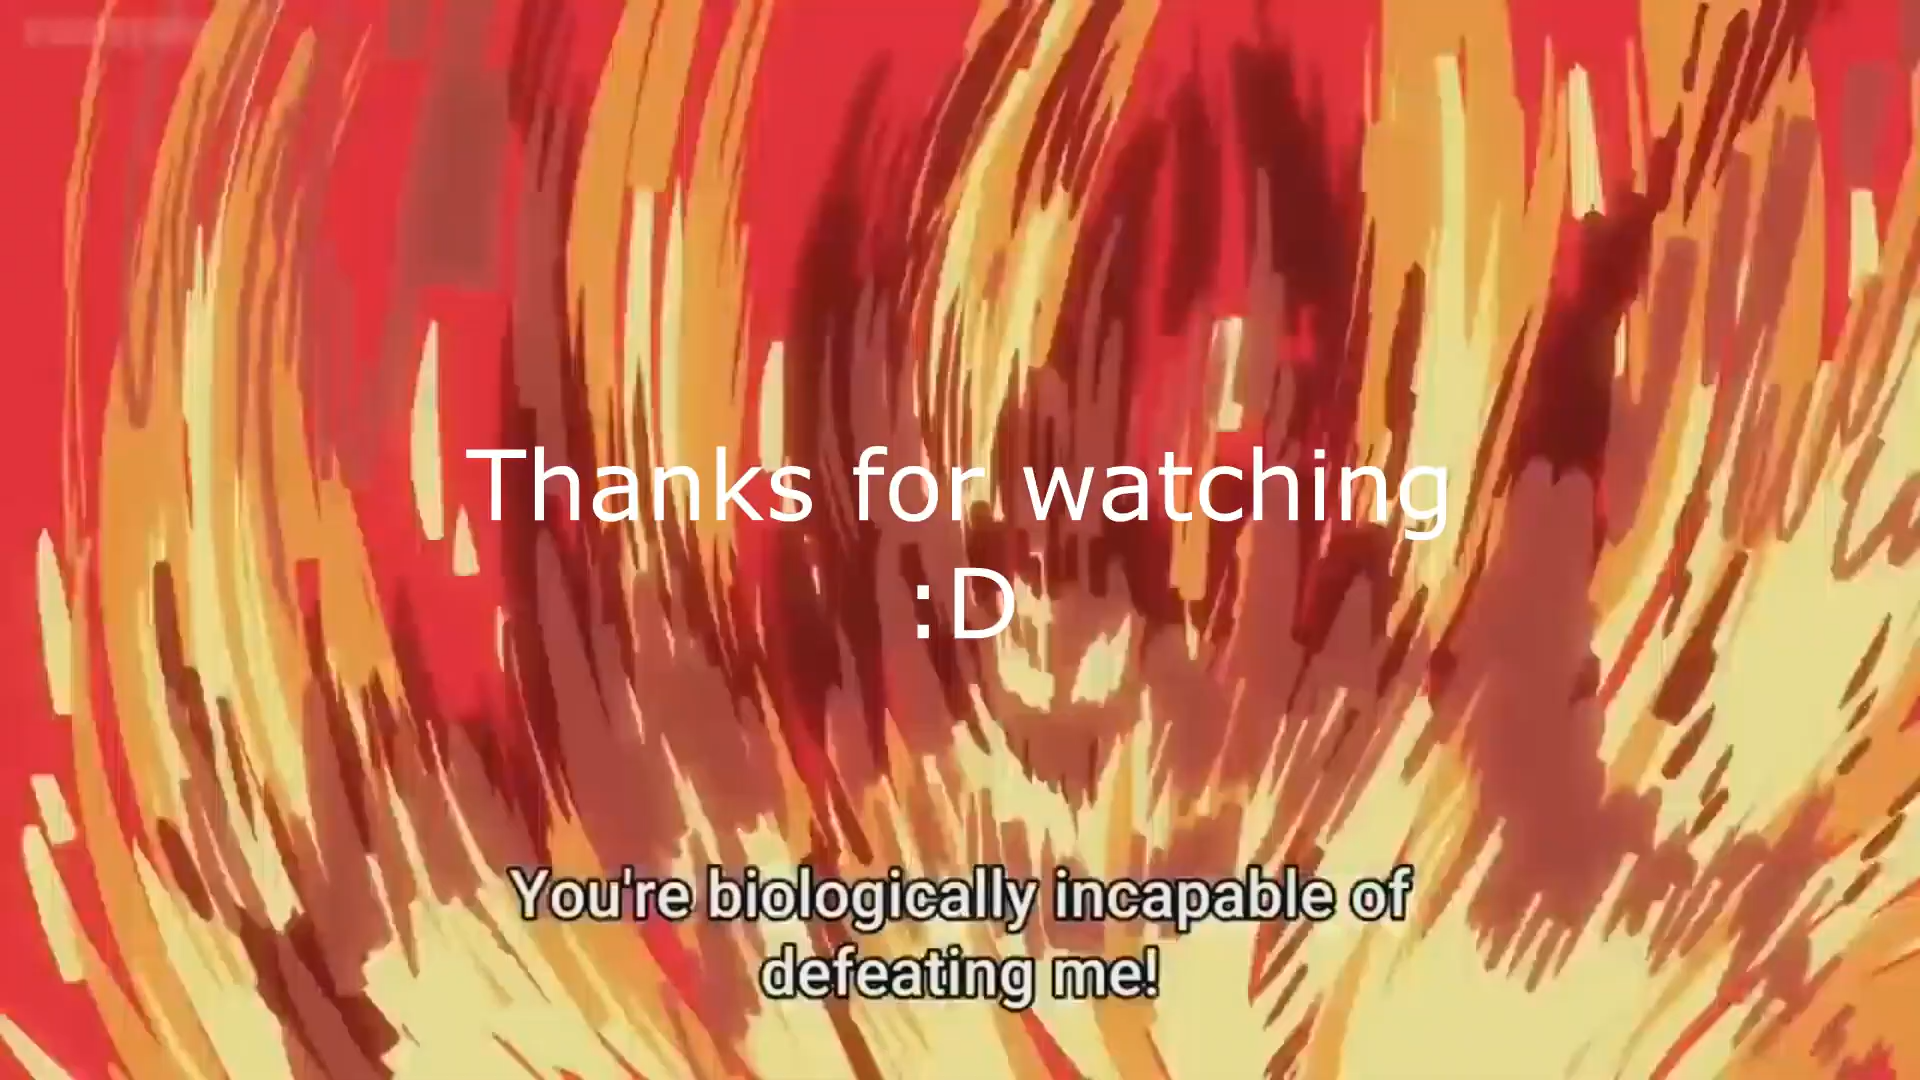 Thanks for watching
:D
You're biologically incapable of
defeating me!